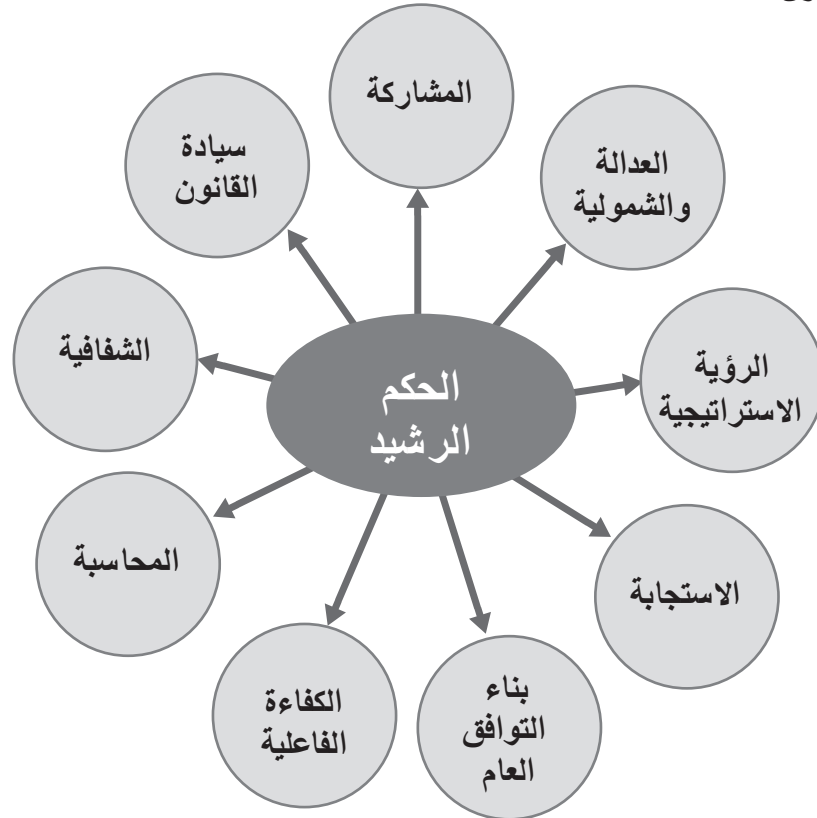 المشاركة
العدالة
والشمولية
الرؤية
الاستراتيجية
الاستجابة
بناء
التوافق
العام
الكفاءة
الفاعلية
المحاسبة
الشفافية
سيادة
القانون
الحكم
الرشيد